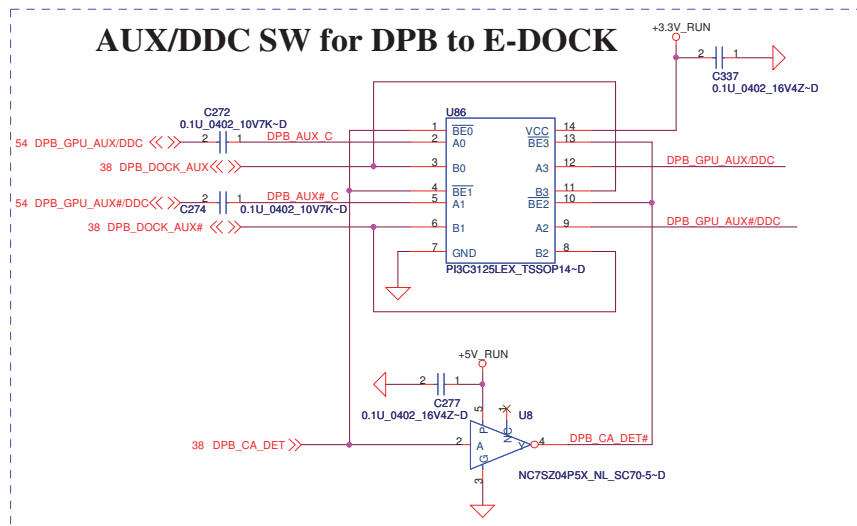 AUX/DDC SW for DPB to E-DOCK
+3.3V_RUN
2 1
C337
0.1U_0402_16V4Z~D
C272
0.1U_0402_10V7K~D
U86
54 DPB_GPU_AUX/DDC 2 1 DPB_AUX_C
38 DPB_DOCK_AUX
54 DPB_GPU_AUX#/DDC 2 1 DPB_AUX#_C
C274 0.1U_0402_10V7K~D
38 DPB_DOCK_AUX#
1 BE0 VCC 14
2 A0 BE3 13
3 B0 A3 12 DPB_GPU_AUX/DDC
4 BE1 B3 11
5 A1 BE2 10
6 B1 A2 9 DPB_GPU_AUX#/DDC
7 GND B2 8
PI3C3125LEX_TSSOP14~D
+5V_RUN
2 1
C277
0.1U_0402_16V4Z~D
5 1 U8
P NC
38 DPB_CA_DET 2 A Y 4 DPB_CA_DET#
G
3
NC7SZ04P5X_NL_SC70-5~D